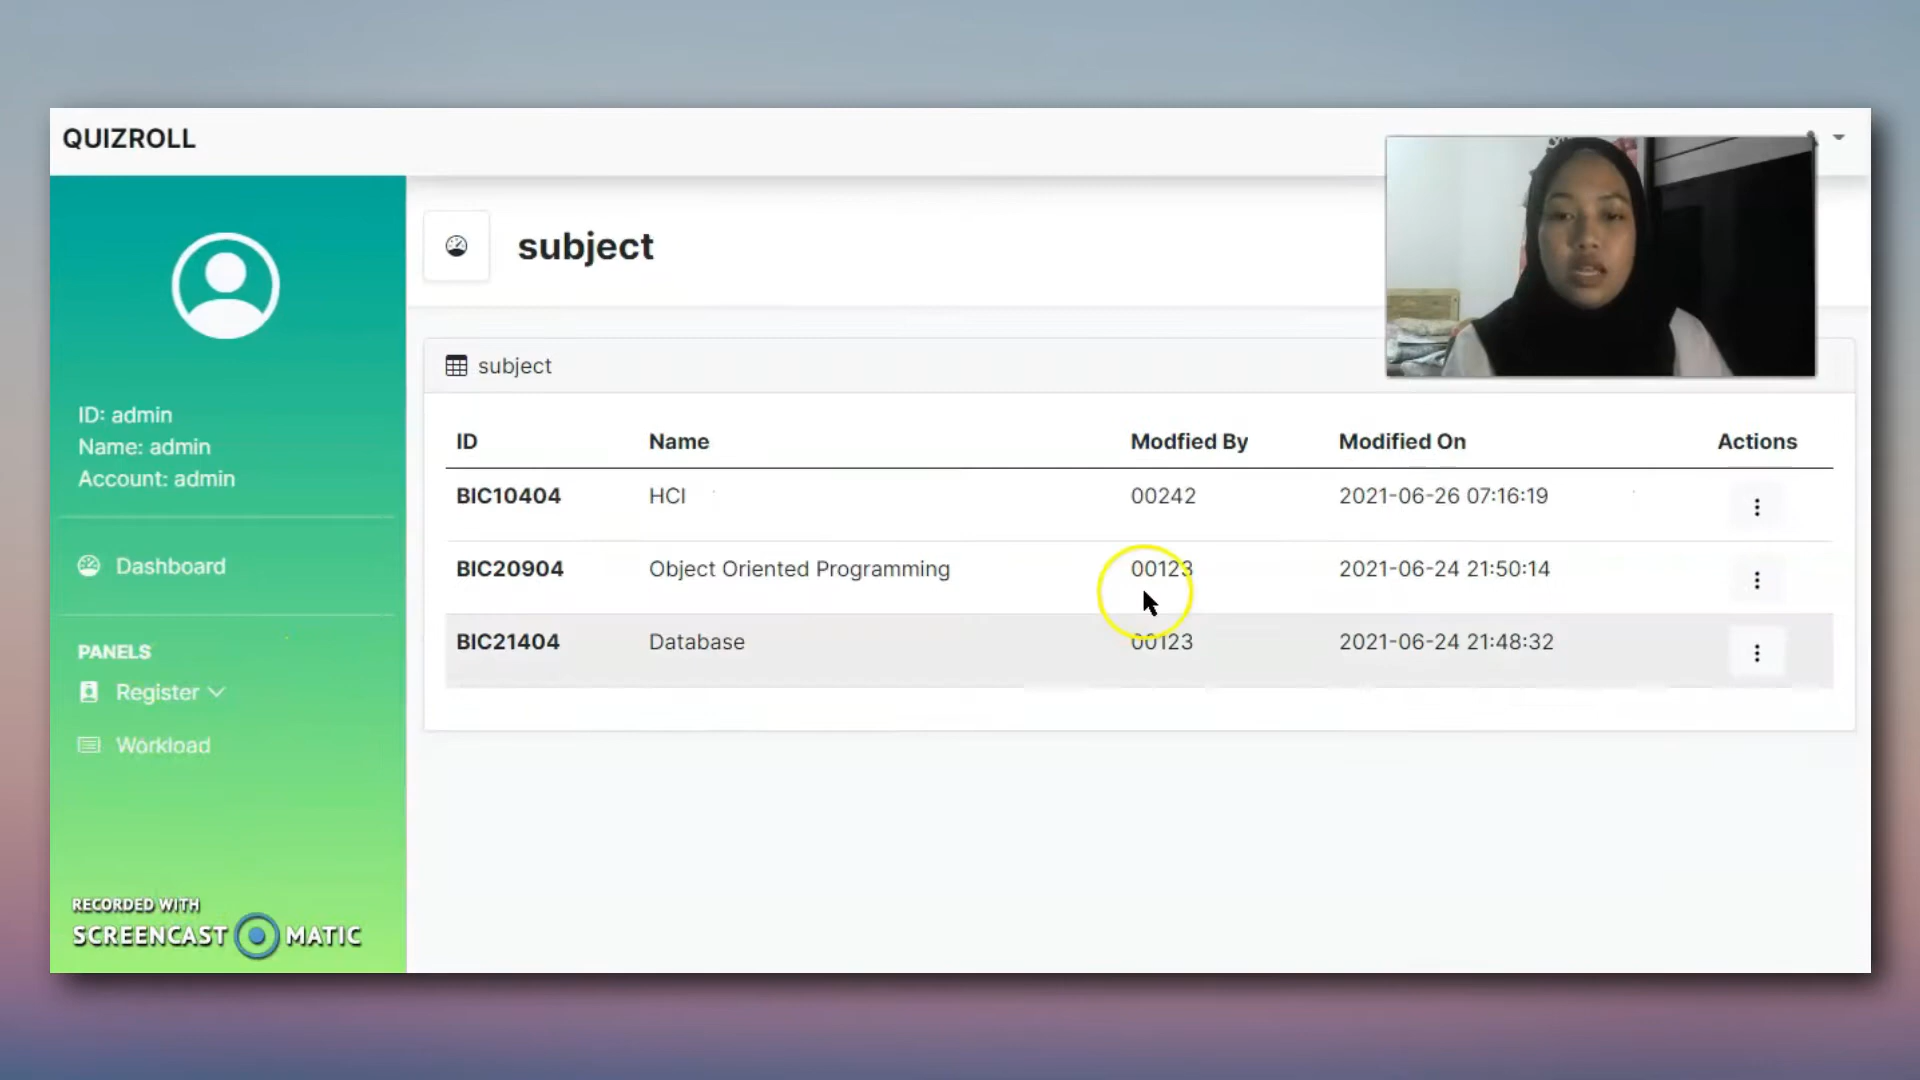 QUIZROLL
ID: admin
Name: admin
Account: admin
Dashboard
PANELS
Register
Workload
RECORDED WITH
SCREENCAST MATIC
subject
subject
ID Name Modfied By Modified On Actions
BIC10404 HCI 00242 2021-06-26 07:16:19
BIC20904 Object Oriented Programming 00123 2021-06-24 21:50:14
BIC21404 Database 00123 2021-06-24 21:48:32